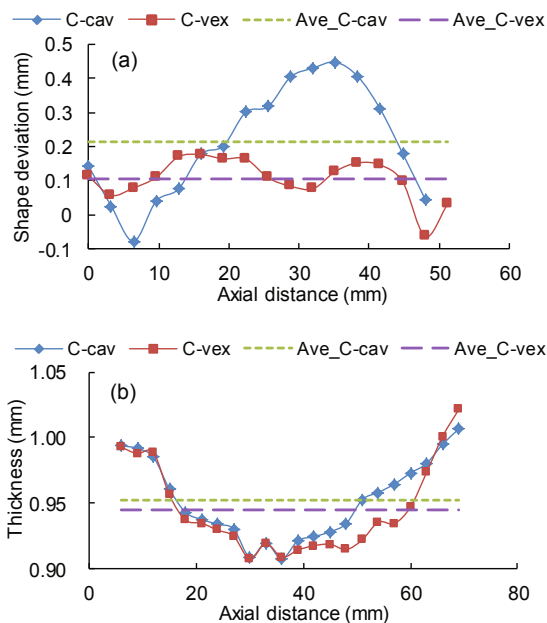 C-cav C-vex Ave_C-cav Ave_C-vex
0.5
(a)
0.4
0.3
0.2
0.1
0
-0.1
Shape deviation (mm)
0 10 20 30 40 50 60
Axial distance (mm)
C-cav C-vex Ave_C-cav Ave_C-vex
1.05
(b)
1.00
0.95
0.90
Thickness (mm)
0 20 40 60 80
Axial distance (mm)